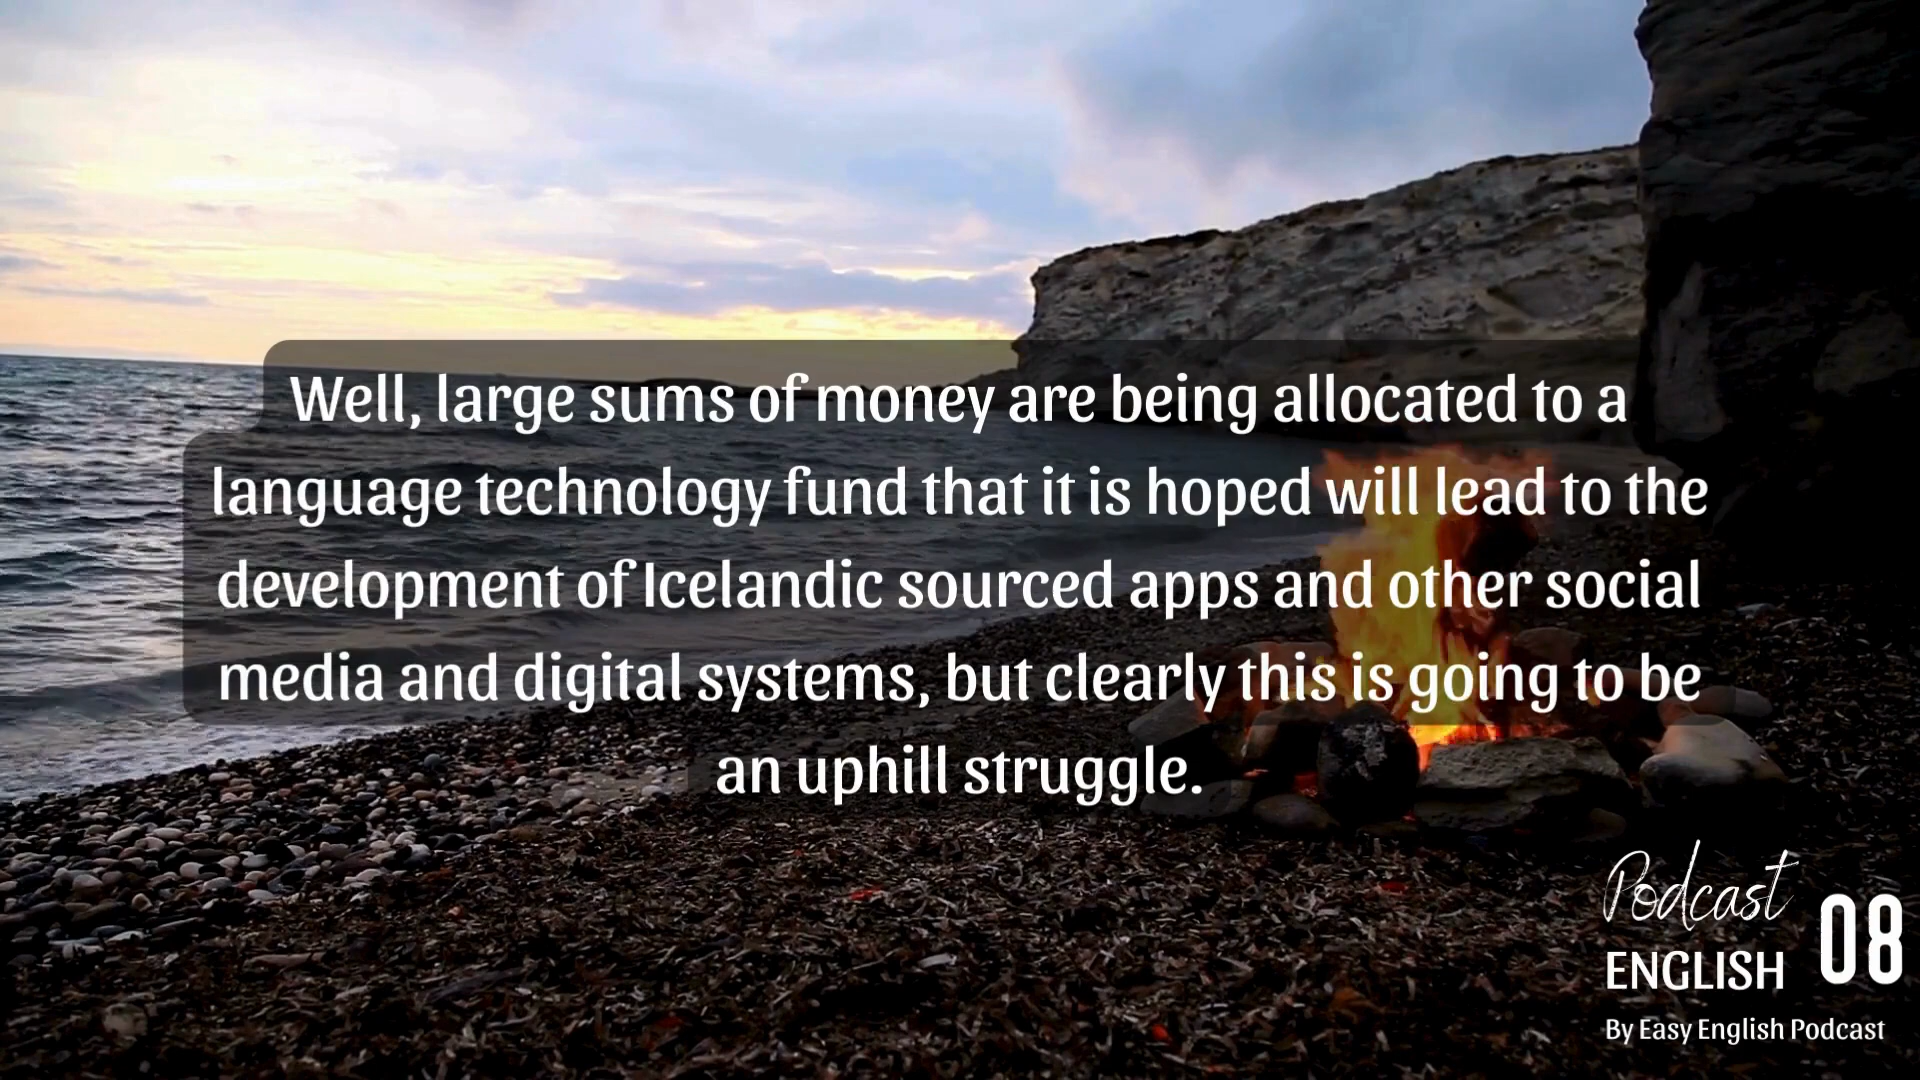 Well, large sums of money are being allocated to a
language technology fund that it is hoped will lead to the
development of Icelandic sourced apps and other social
media and digital systems, but clearly this is going to be
an uphill struggle.
Podcast
ENGLISH 08
By Easy English Podcast